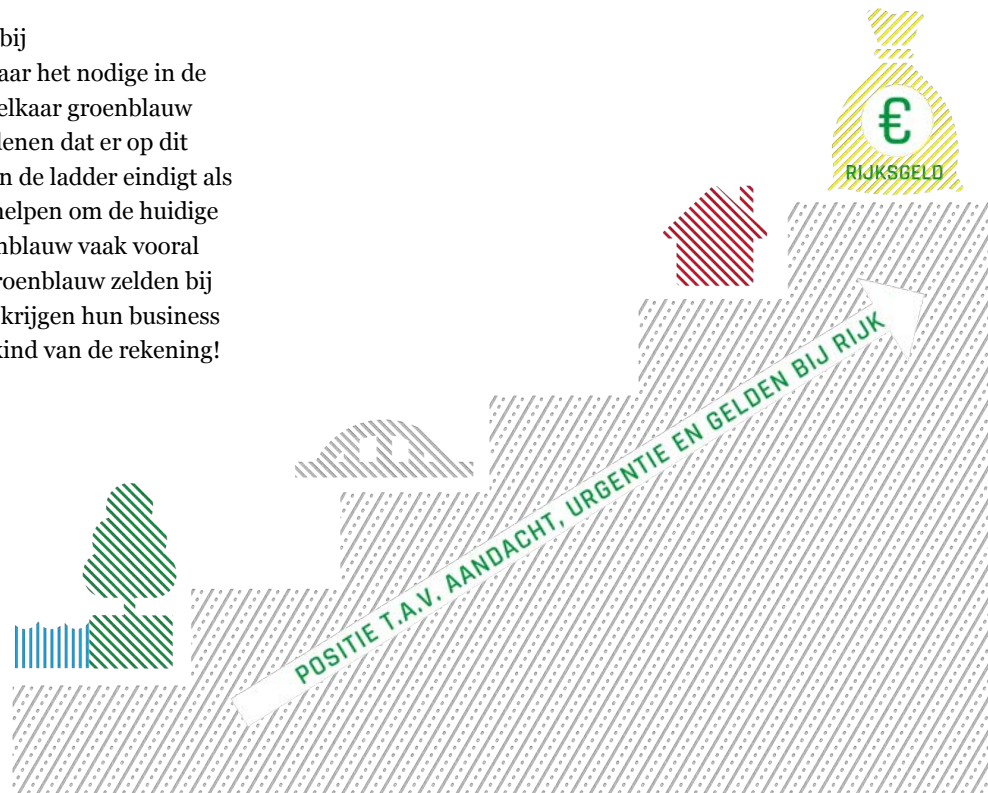 bij
aar het nodige in de
elkaar groenblauw
denen dat er op dit
n de ladder eindigt als
helpen om de huidige
nblauw vaak vooral
groenblauw zelden bij
krijgen hun business
kind van de rekening!
€
RIJKSGELD
POSITIE T.A.V. AANDACHT, URGENTIE EN GELDEN BIJ RIJK